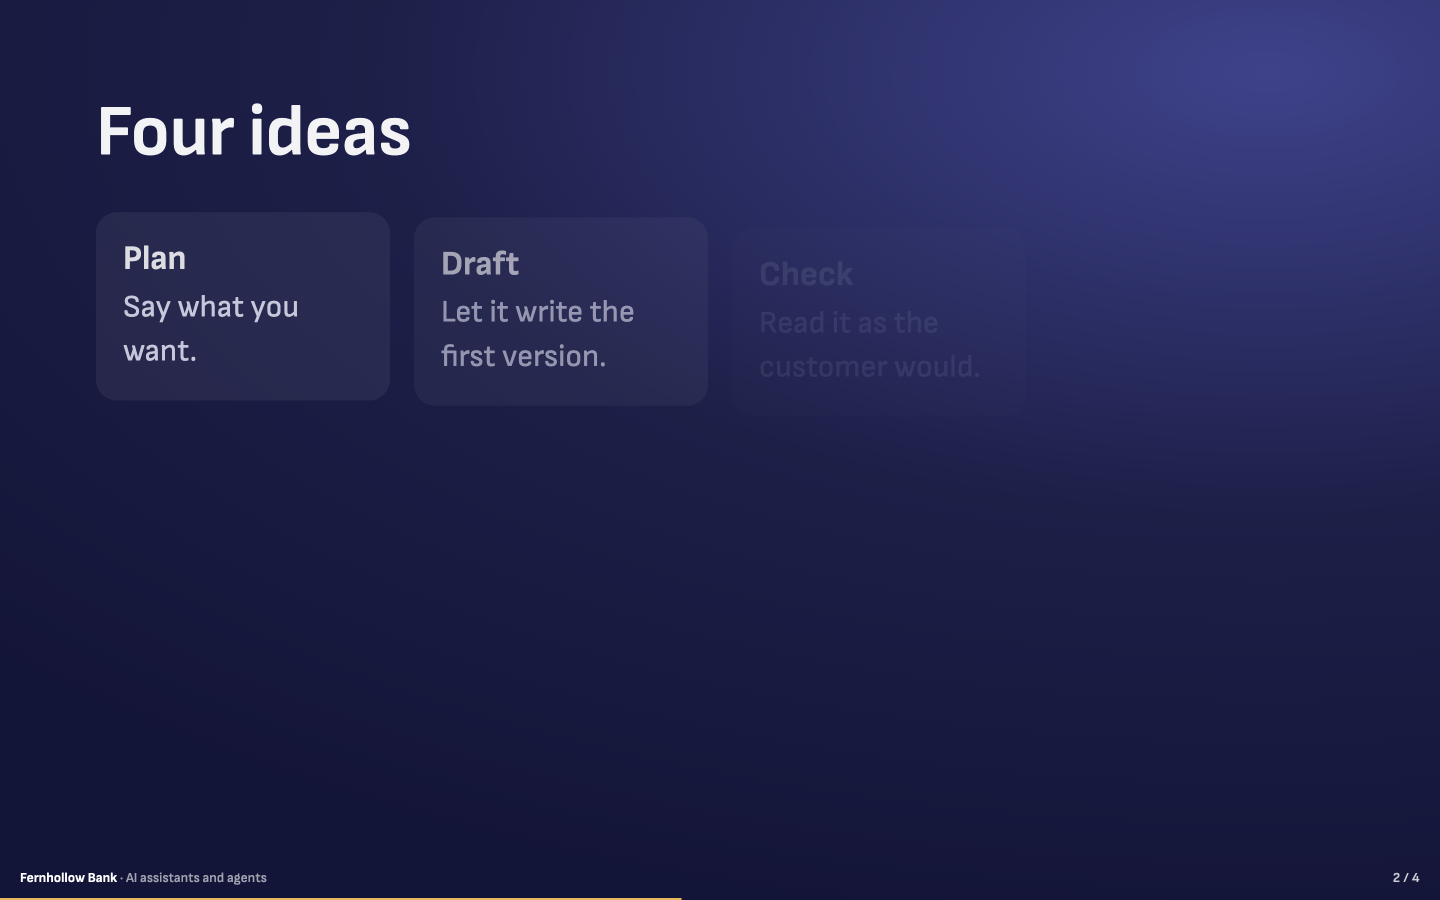 Four ideas
Plan
Say what you
want.
Draft
Let it write the
first version.
Check
Read it as the
customer would.
Fernhollow Bank · AI assistants and agents
2 / 4